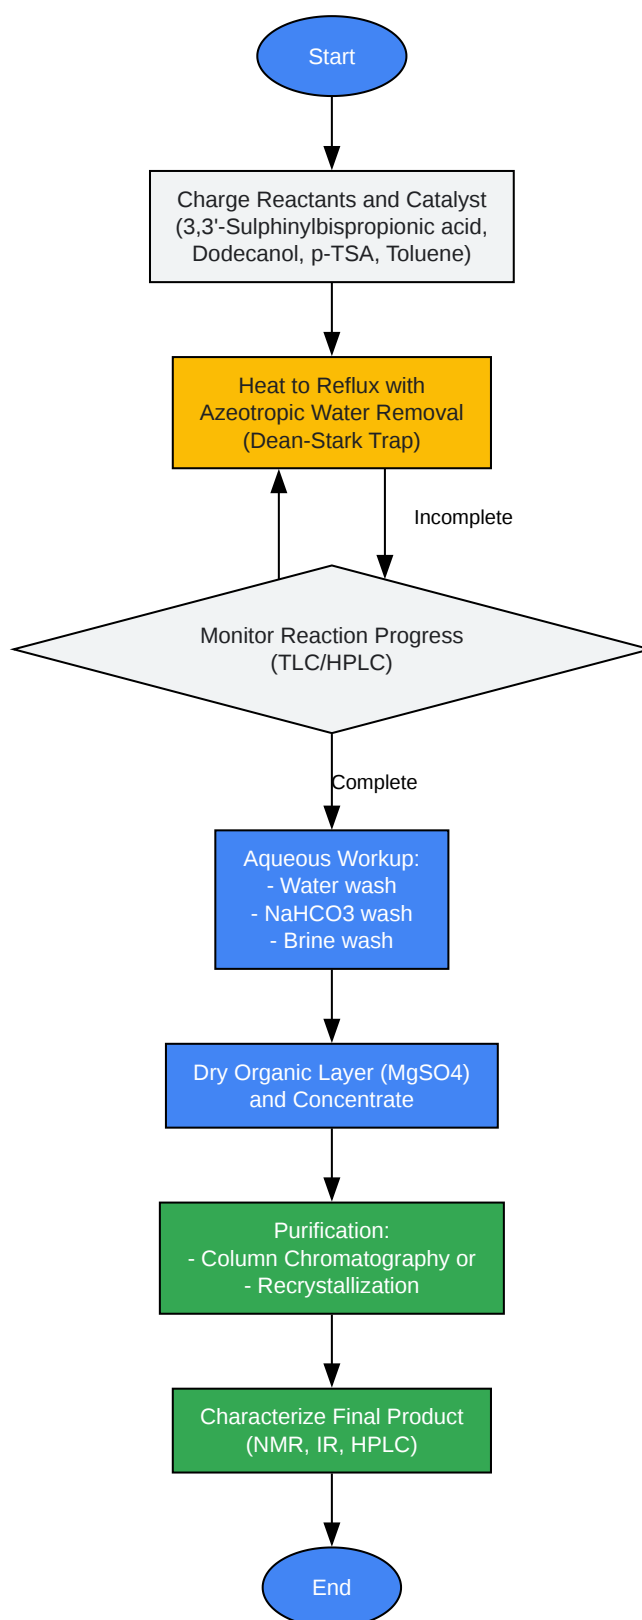 Start
Charge Reactants and Catalyst
(3,3'-Sulphinylbispropionic acid,
Dodecanol, p-TSA, Toluene)
Heat to Reflux with
Azeotropic Water Removal
(Dean-Stark Trap)
Incomplete
Monitor Reaction Progress
(TLC/HPLC)
Complete
Aqueous Workup:
- Water wash
- NaHCO3 wash
- Brine wash
Dry Organic Layer (MgSO4)
and Concentrate
Purification:
- Column Chromatography or
- Recrystallization
Characterize Final Product
(NMR, IR, HPLC)
End